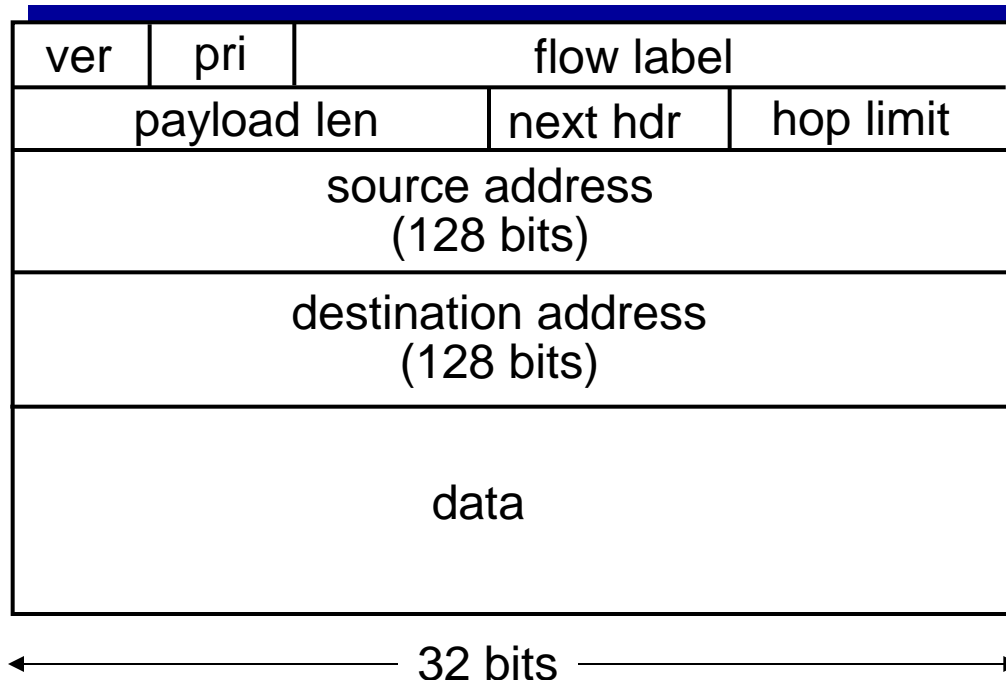 ver pri flow label
payload len next hdr hop limit
source address
(128 bits)
destination address
(128 bits)
data
32 bits